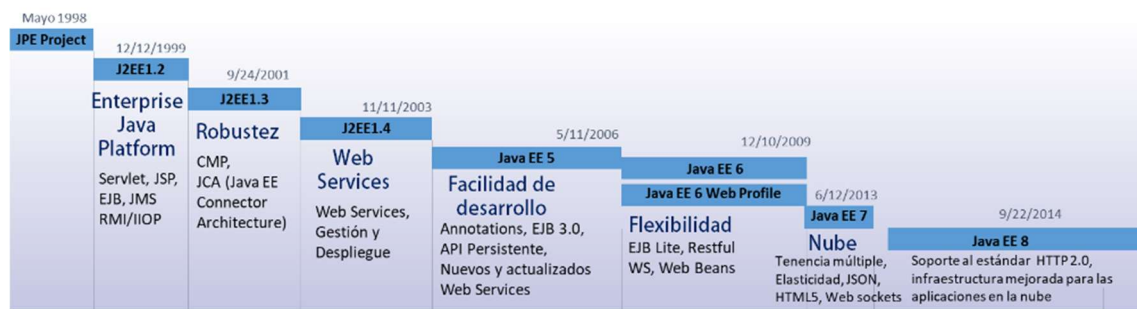 Mayo 1998
JPE Project
12/12/1999
J2EE1.2
Enterprise
Java
Platform
Servlet, JSP,
EJB, JMS
RMI/IIOP
9/24/2001
J2EE1.3
Robustez
CMP,
JCA (Java EE
Connector
Architecture)
11/11/2003
J2EE1.4
Web
Services
Web Services,
Gestión y
Despliegue
5/11/2006
Java EE 5
Facilidad de
desarrollo
Annotations, EJB 3.0,
API Persistente,
Nuevos y actualizados
Web Services
12/10/2009
Java EE 6
Java EE 6 Web Profile
Flexibilidad
EJB Lite, Restful
WS, Web Beans
6/12/2013
Java EE 7
Nube
Tenencia múltiple,
Elasticidad, JSON,
HTML5, Web sockets
9/22/2014
Java EE 8
Soporte al estándar HTTP 2.0,
infraestructura mejorada para las
aplicaciones en la nube